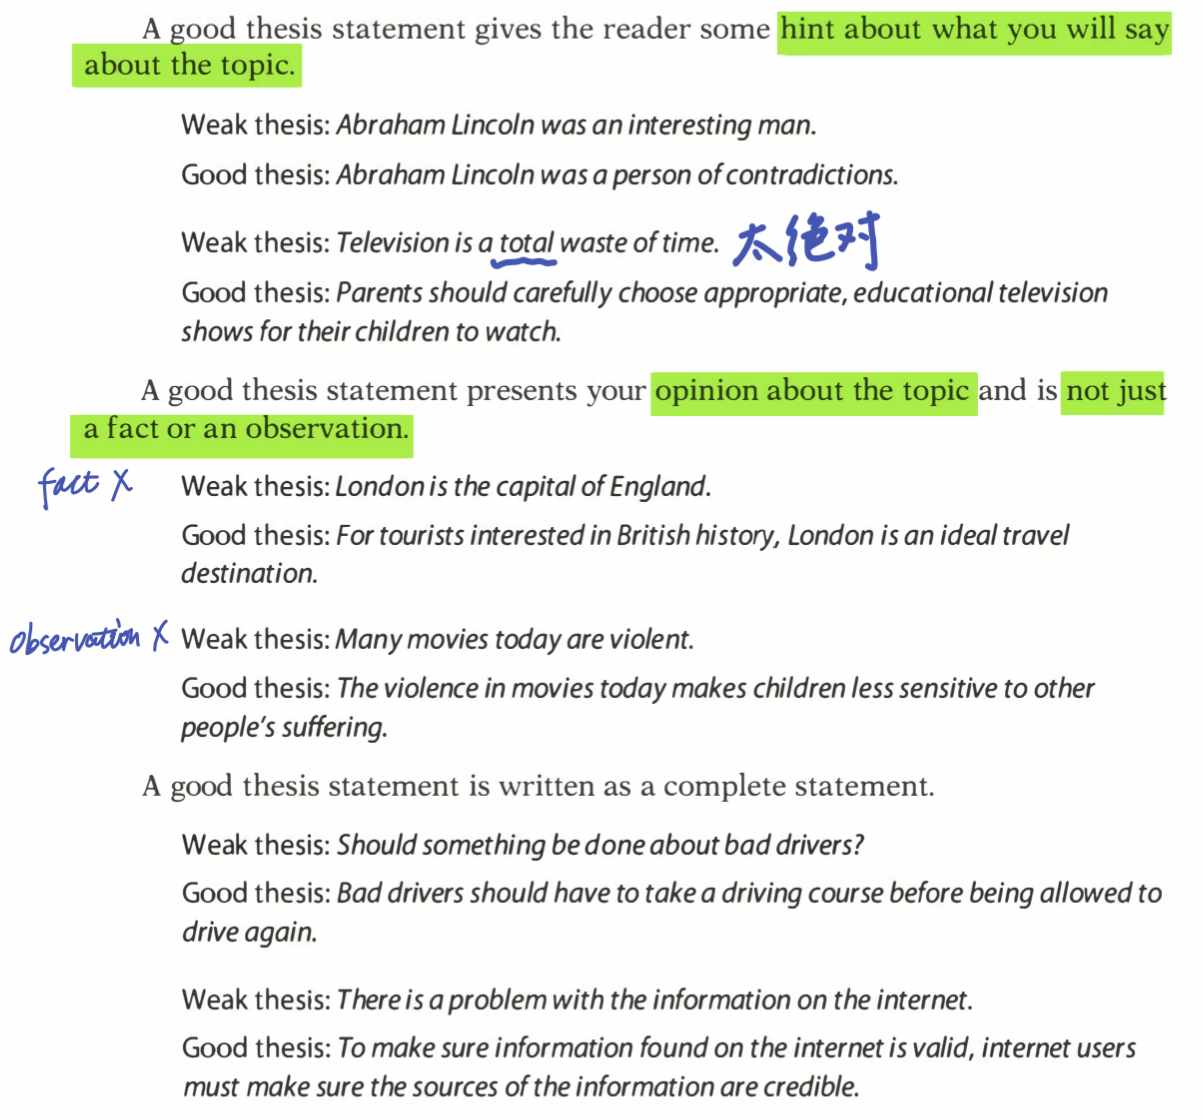 A good thesis statement gives the reader some hint about what you will say
about the topic.
Weak thesis: Abraham Lincoln was an interesting man.
Good thesis: Abraham Lincoln was a person of contradictions.
Weak thesis: Television is a total waste of time. 太绝对
Good thesis: Parents should carefully choose appropriate, educational television
shows for their children to watch.
A good thesis statement presents your opinion about the topic and is not just
a fact or an observation.
fact X Weak thesis: London is the capital of England.
Good thesis: For tourists interested in British history, London is an ideal travel
destination.
observation X Weak thesis: Many movies today are violent.
Good thesis: The violence in movies today makes children less sensitive to other
people's suffering.
A good thesis statement is written as a complete statement.
Weak thesis: Should something be done about bad drivers?
Good thesis: Bad drivers should have to take a driving course before being allowed to
drive again.
Weak thesis: There is a problem with the information on the internet.
Good thesis: To make sure information found on the internet is valid, internet users
must make sure the sources of the information are credible.